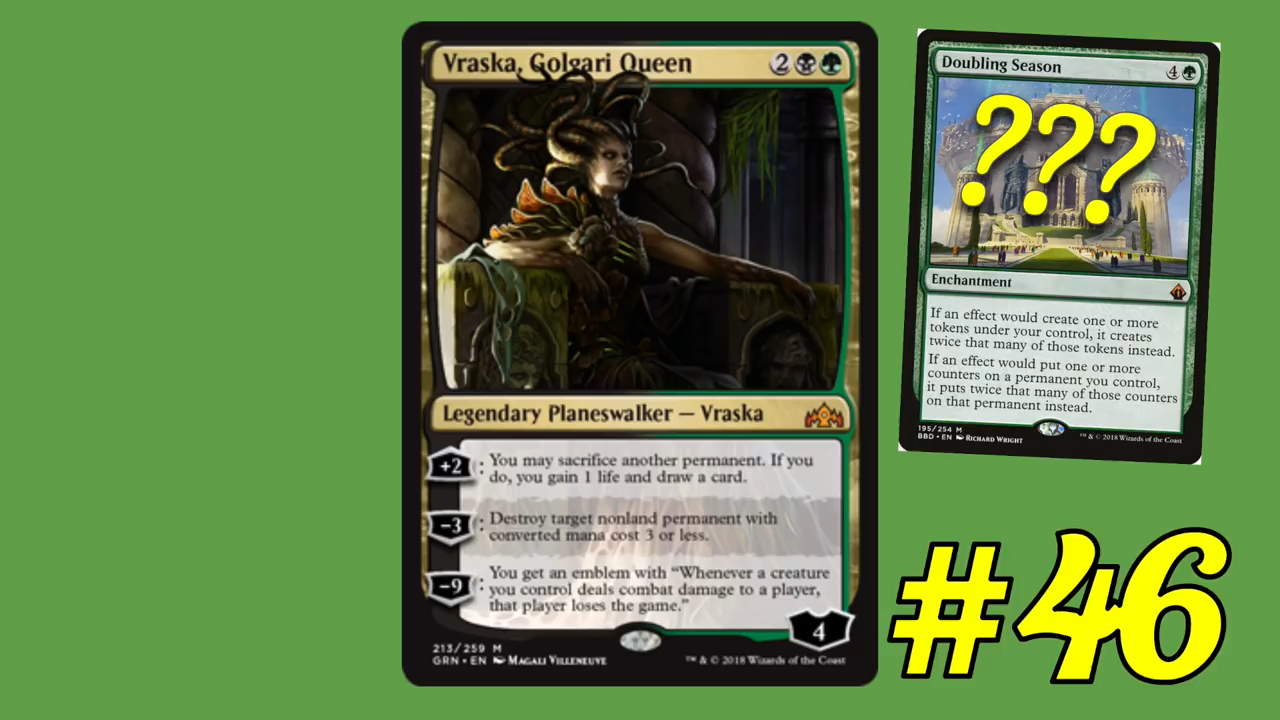 Vraska, Golgari Queen
2
Legendary Planeswalker — Vraska
+2 : You may sacrifice another permanent. If you
do, you gain 1 life and draw a card.
−3 : Destroy target nonland permanent with
converted mana cost 3 or less.
−9 : You get an emblem with “Whenever a creature
you control deals combat damage to a player,
that player loses the game.”
4
213/259 M
GRN • EN Magali Villeneuve
™ & © 2018 Wizards of the Coast
Doubling Season
4
???
Enchantment
If an effect would create one or more
tokens under your control, it creates
twice that many of those tokens instead.
If an effect would put one or more
counters on a permanent you control,
it puts twice that many of those counters
on that permanent instead.
195/254 M
BBD • EN Richard Wright
™ & © 2018 Wizards of the Coast
#46